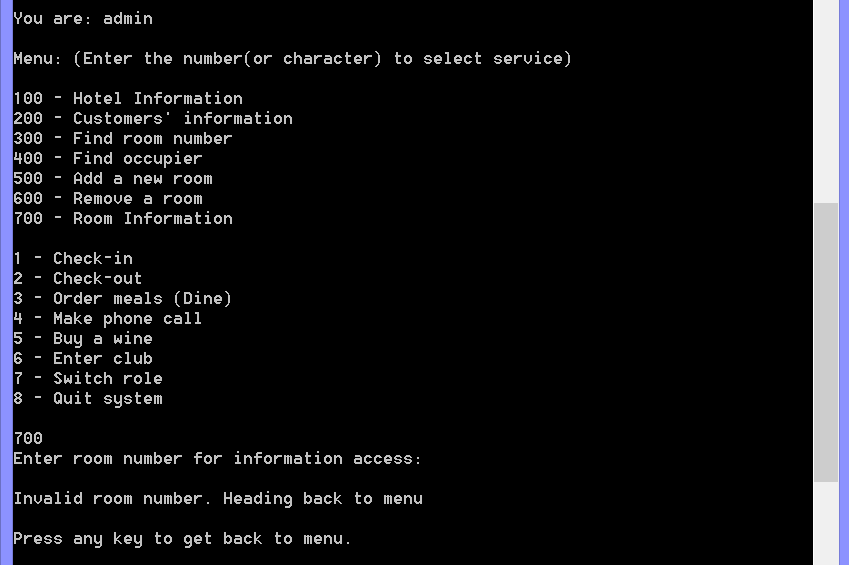 You are: admin
Menu: (Enter the number(or character) to select service)
100 - Hotel Information
200 - Customers' information
300 - Find room number
400 - Find occupier
500 - Add a new room
600 - Remove a room
700 - Room Information
1 - Check-in
2 - Check-out
3 - Order meals (Dine)
4 - Make phone call
5 - Buy a wine
6 - Enter club
7 - Switch role
8 - Quit system
700
Enter room number for information access:
Invalid room number. Heading back to menu
Press any key to get back to menu.